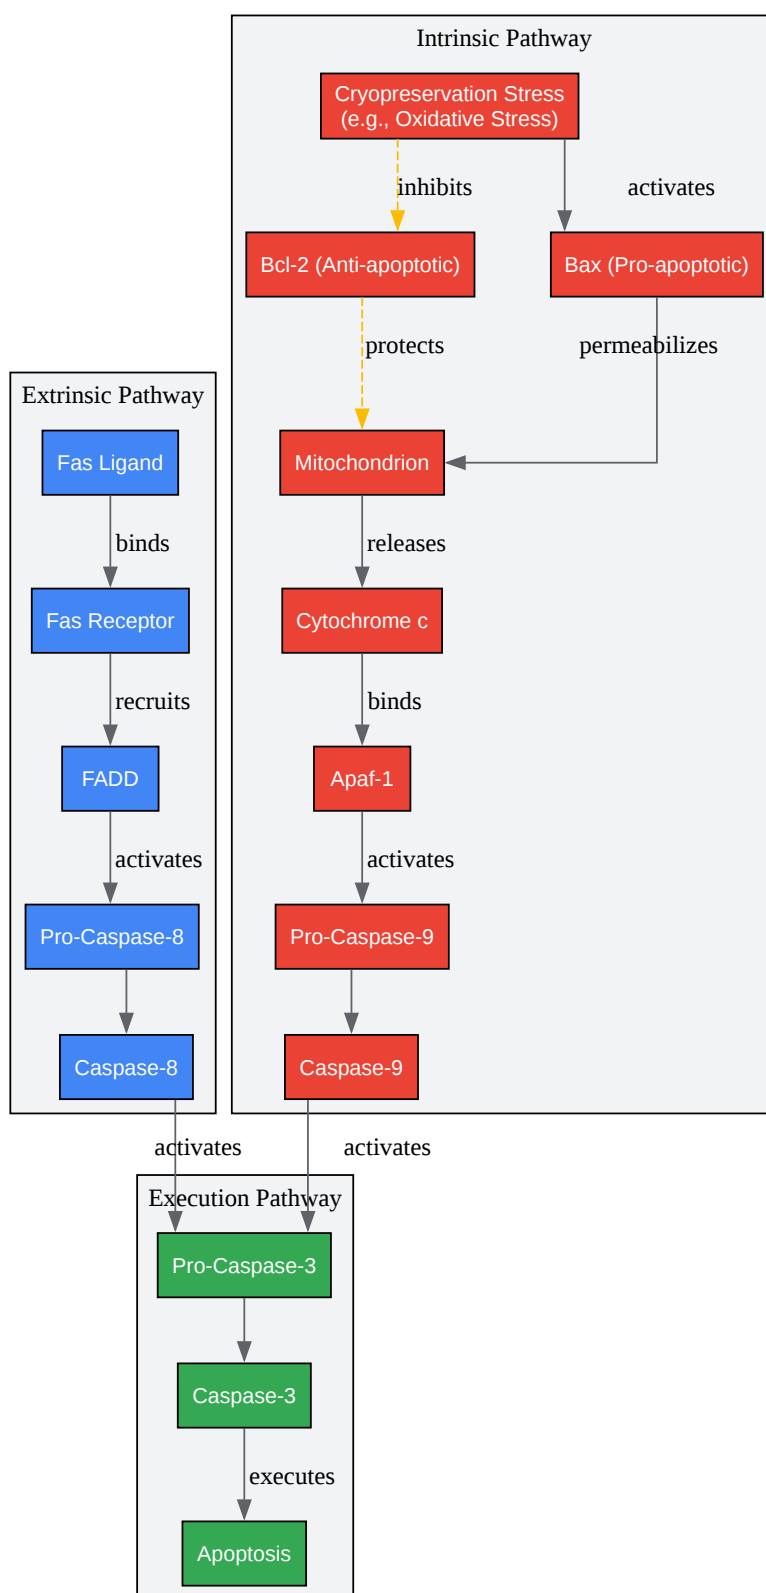 Intrinsic Pathway
Cryopreservation Stress
(e.g., Oxidative Stress)
inhibits
activates
Bcl-2 (Anti-apoptotic)
Bax (Pro-apoptotic)
protects
permeabilizes
Extrinsic Pathway
Fas Ligand
Mitochondrion
binds
releases
Fas Receptor
Cytochrome c
recruits
binds
FADD
Apaf-1
activates
activates
Pro-Caspase-8
Pro-Caspase-9
Caspase-8
Caspase-9
activates
activates
Execution Pathway
Pro-Caspase-3
Caspase-3
executes
Apoptosis